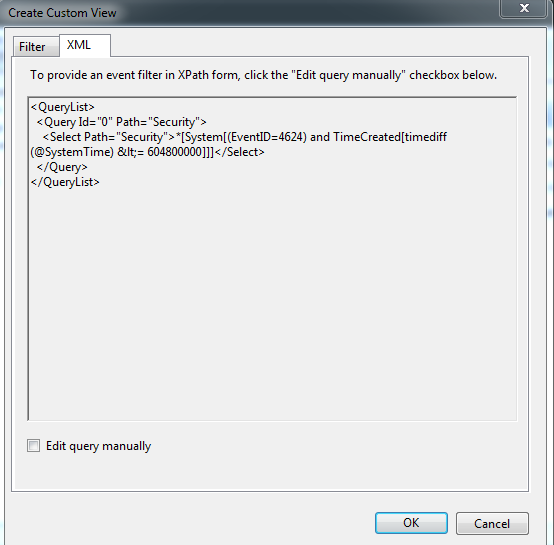 Create Custom View
x
Filter
XML
To provide an event filter in XPath form, click the "Edit query manually" checkbox below.
<QueryList>
  <Query Id="0" Path="Security">
    <Select Path="Security">*[System[(EventID=4624) and TimeCreated[timediff
(@SystemTime) &lt;= 604800000]]]</Select>
  </Query>
</QueryList>
Edit query manually
OK
Cancel